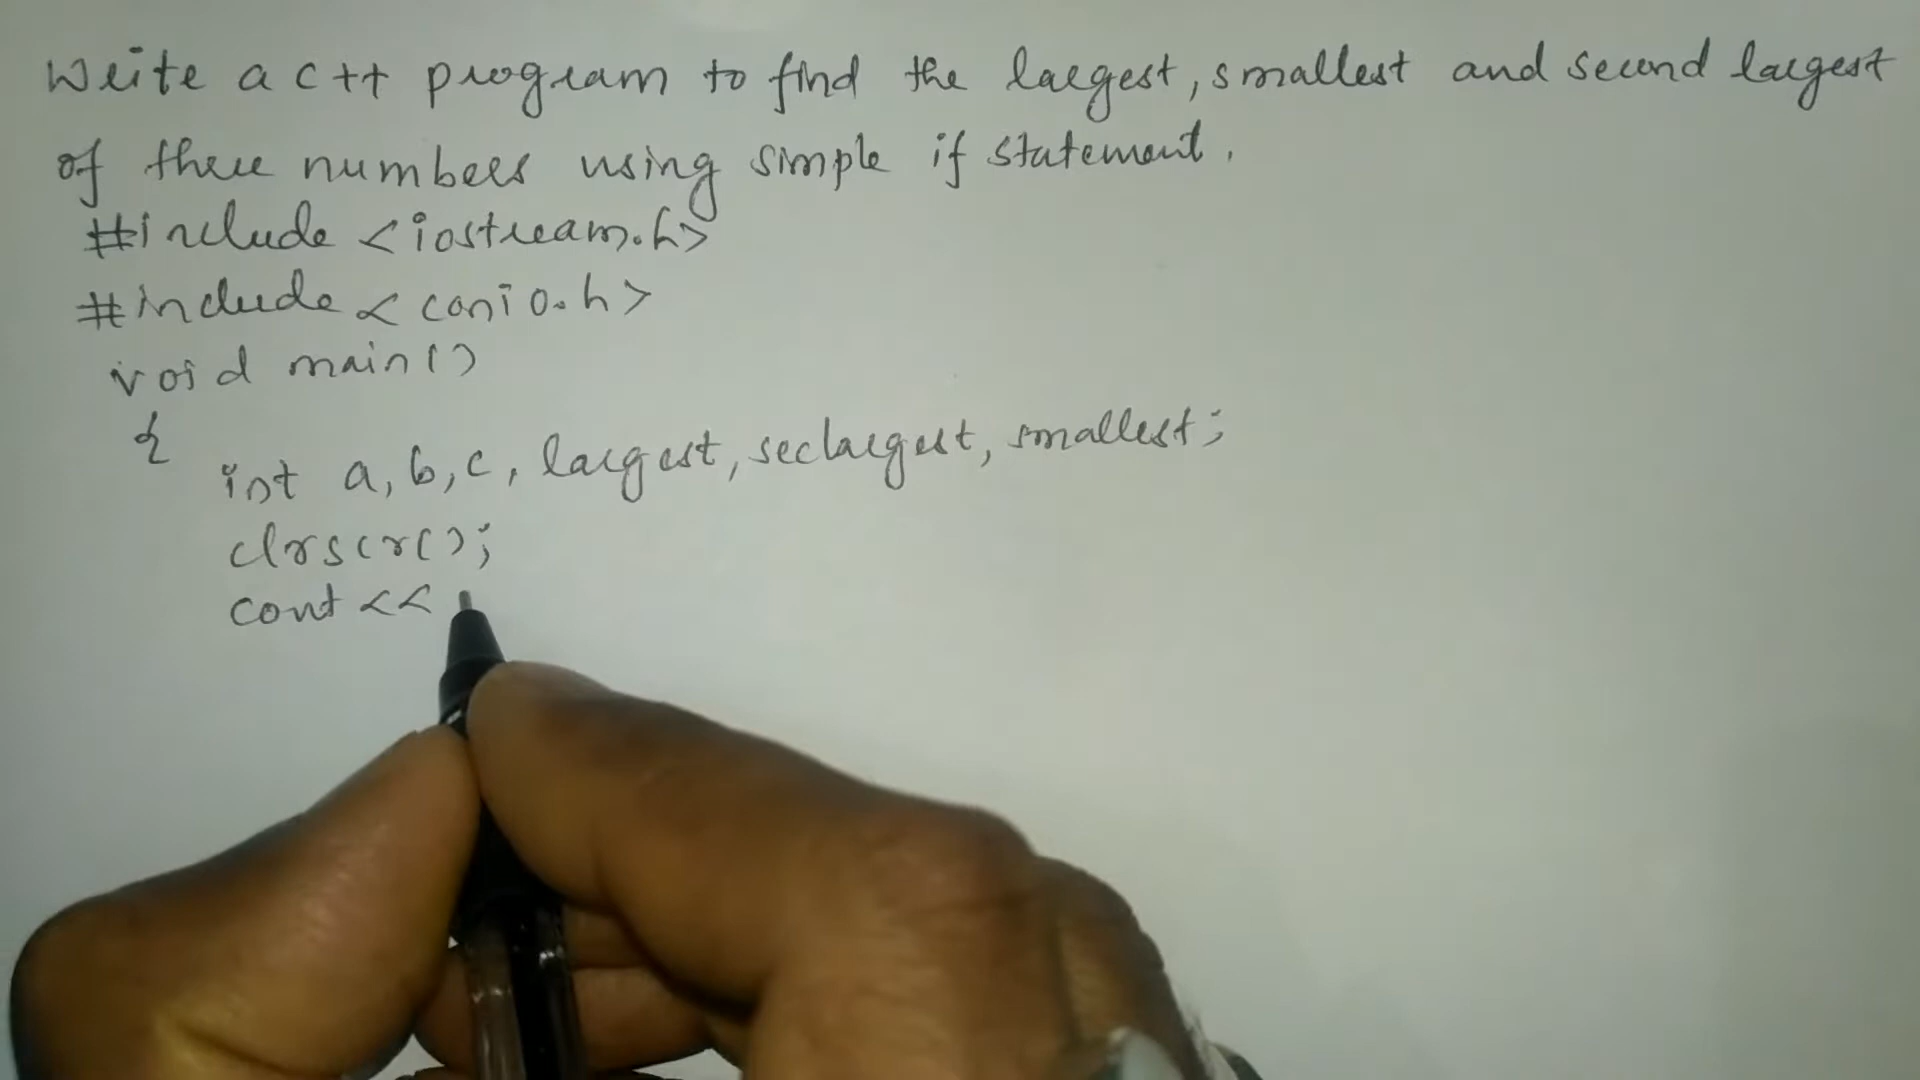 Write a c++ program to find the largest, smallest and second largest
of three numbers using simple if statement.
#include <iostream.h>
#include < conio.h >
void main()
{
int a, b, c, largest, seclargest, smallest;
clrscr();
cout <<